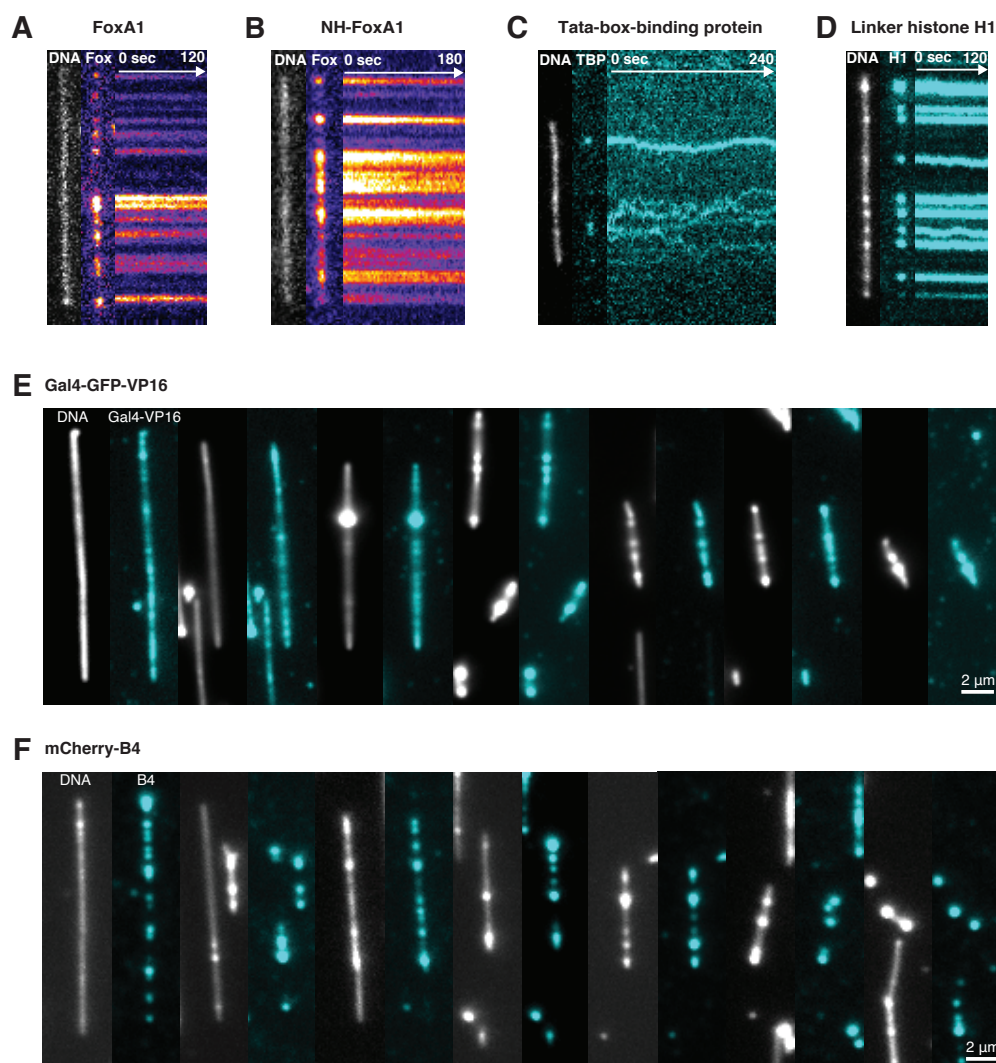 A FoxA1
DNA Fox 0 sec 120
B NH-FoxA1
DNA Fox 0 sec 180
C Tata-box-binding protein
DNA TBP 0 sec 240
D Linker histone H1
DNA H1 0 sec 120
E Gal4-GFP-VP16
DNA Gal4-VP16
2 µm
F mCherry-B4
DNA B4
2 µm